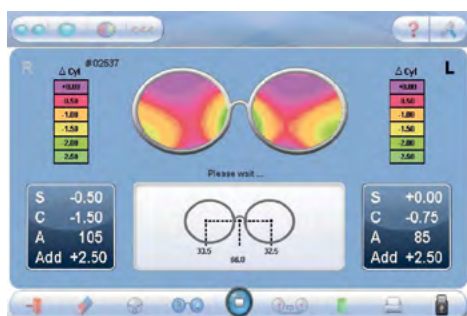 ?
R
#02537
L
Δ Cyl
+0.00
0.50
-1.00
-1.50
-2.00
2.50
Δ Cyl
+0.00
0.50
-1.00
-1.50
-2.00
2.50
Please wait ...
S -0.50
C -1.50
A 105
Add +2.50
33.5
66.0
32.5
S +0.00
C -0.75
A 85
Add +2.50